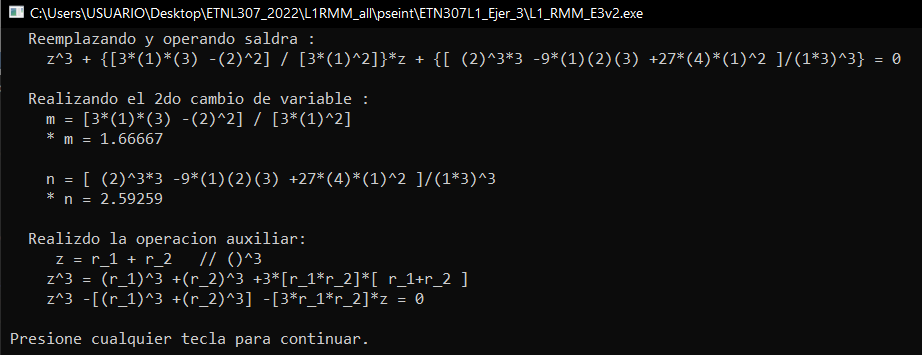 C:\Users\USUARIO\Desktop\ETNL307_2022\L1RMM_all\pseint\ETN307L1_Ejer_3\L1_RMM_E3v2.exe
Reemplazando y operando saldra :
z^3 + {[3*(1)*(3) -(2)^2] / [3*(1)^2]}*z + {[ (2)^3*3 -9*(1)(2)(3) +27*(4)*(1)^2 ]/(1*3)^3} = 0
Realizando el 2do cambio de variable :
m = [3*(1)*(3) -(2)^2] / [3*(1)^2]
* m = 1.66667
n = [ (2)^3*3 -9*(1)(2)(3) +27*(4)*(1)^2 ]/(1*3)^3
* n = 2.59259
Realizdo la operacion auxiliar:
z = r_1 + r_2   // ()^3
z^3 = (r_1)^3 +(r_2)^3 +3*[r_1*r_2]*[ r_1+r_2 ]
z^3 -[(r_1)^3 +(r_2)^3] -[3*r_1*r_2]*z = 0
Presione cualquier tecla para continuar.